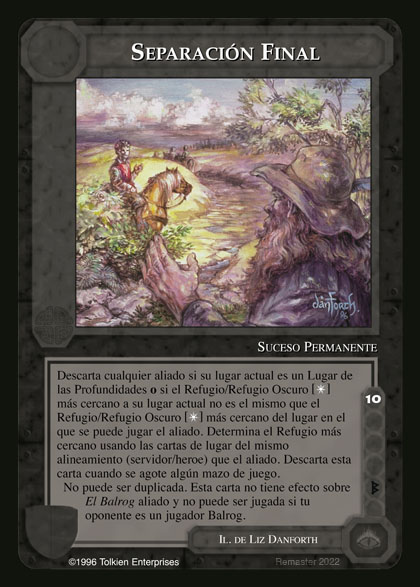 SEPARACIÓN FINAL
DANFORTH
96
SUCESO PERMANENTE
Descarta cualquier aliado si su lugar actual es un Lugar de
las Profundidades o si el Refugio/Refugio Oscuro [☀]
más cercano a su lugar actual no es el mismo que el
Refugio/Refugio Oscuro [☀] más cercano del lugar en el
que se puede jugar el aliado. Determina el Refugio más
cercano usando las cartas de lugar del mismo
alineamiento (servidor/heroe) que el aliado. Descarta esta
carta cuando se agote algún mazo de juego.
No puede ser duplicada. Esta carta no tiene efecto sobre
El Balrog aliado y no puede ser jugada si tu
oponente es un jugador Balrog.
10
IL. DE LIZ DANFORTH
©1996 Tolkien Enterprises
Remaster 2022